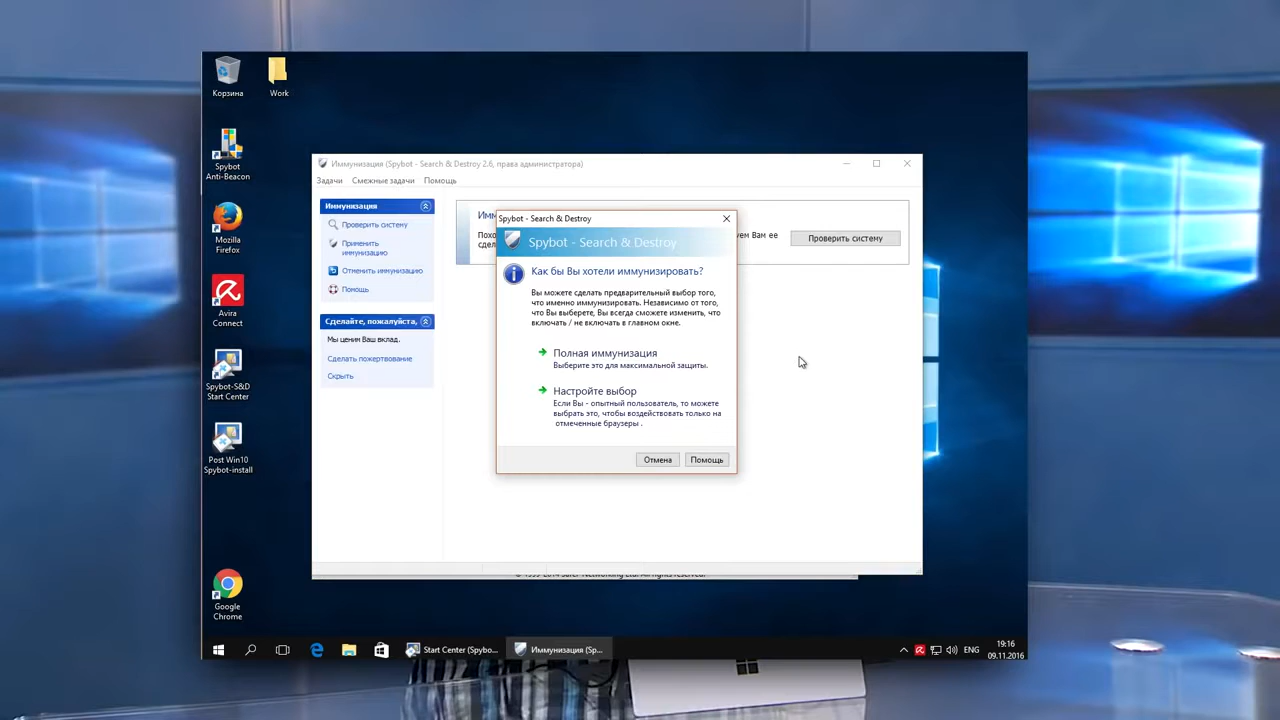 Корзина
Work
Spybot
Anti-Beacon
Mozilla
Firefox
Avira
Connect
Spybot-S&D
Start Center
Post Win10
Spybot-install
Google
Chrome
Иммунизация (Spybot - Search & Destroy 2.6, права администратора)
Задачи Смежные задачи Помощь
Иммунизация
Проверить систему
Применить
иммунизацию
Отменить иммунизацию
Помощь
Сделайте, пожалуйста,
Мы ценим Ваш вклад.
Сделать пожертвование
Скрыть
Имм
Похо
сдел
уем Вам ее
Проверить систему
Spybot - Search & Destroy
Spybot - Search & Destroy
Как бы Вы хотели иммунизировать?
Вы можете сделать предварительный выбор того,
что именно иммунизировать. Независимо от того,
что Вы выберете, Вы всегда сможете изменить, что
включать / не включать в главном окне.
Полная иммунизация
Выберите это для максимальной защиты.
Настройте выбор
Если Вы - опытный пользователь, то можете
выбрать это, чтобы воздействовать только на
отмеченные браузеры .
Отмена Помощь
Start Center (Spybo...
Иммунизация (Sp...
ENG
19:16
09.11.2016